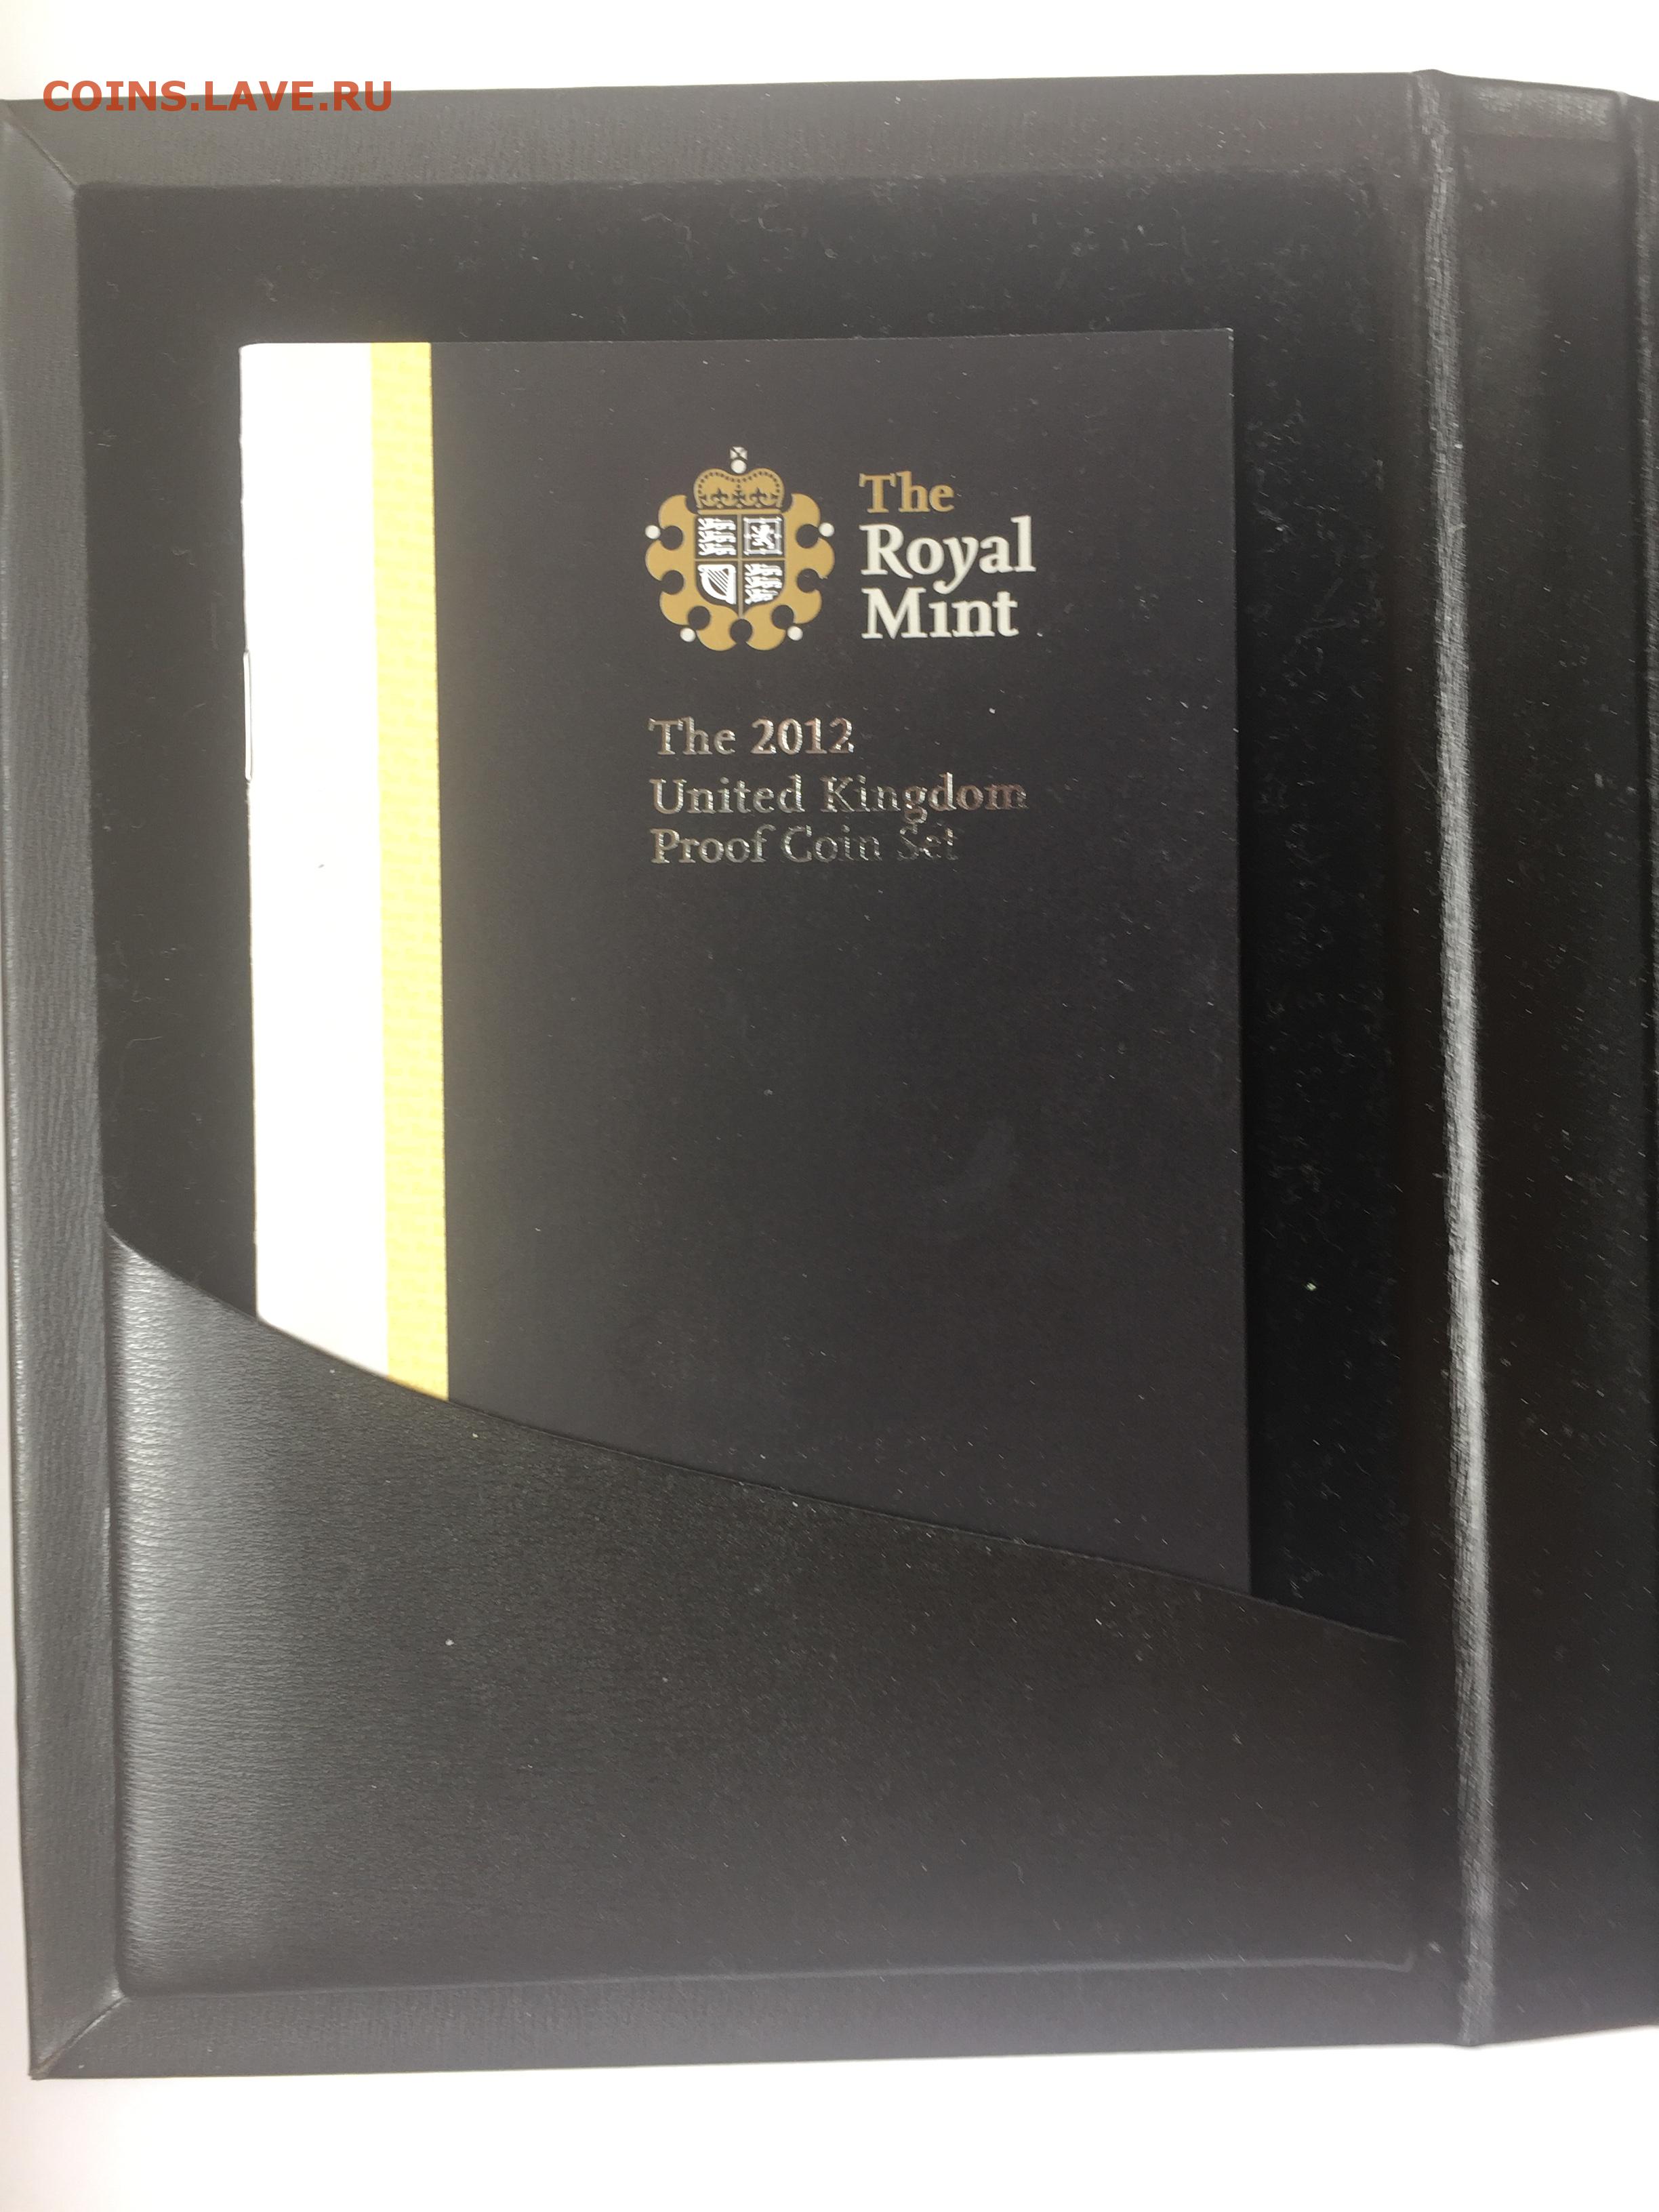 COINS.LAVE.RU
The
Royal
Mint
The 2012
United Kingdom
Proof Coin Set